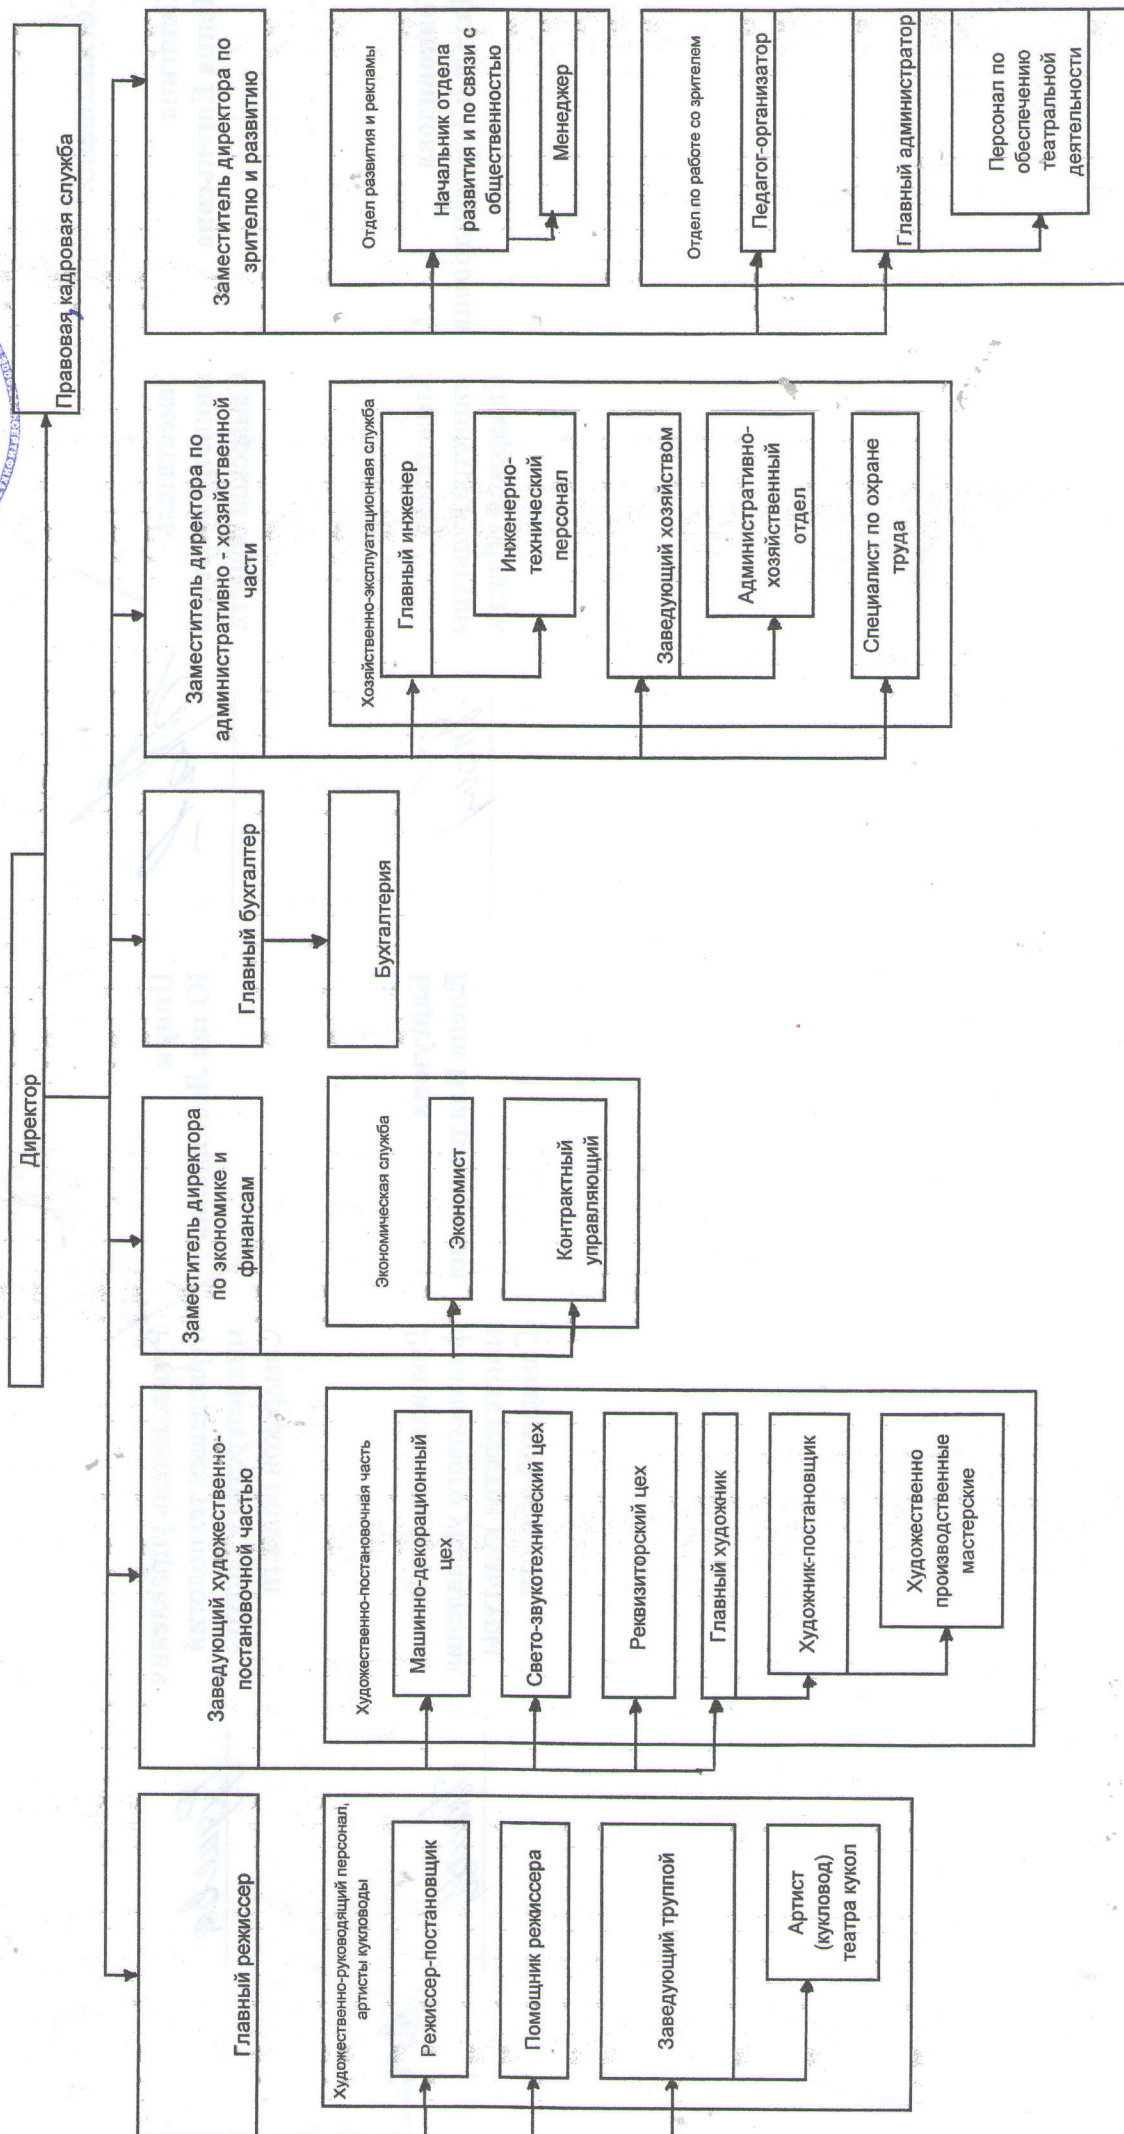 Директор
Правовая, кадровая служба
Главный режиссер
Заведующий художественно-
постановочной частью
Заместитель директора
по экономике и
финансам
Главный бухгалтер
Заместитель директора по
административно - хозяйственной
части
Заместитель директора по
зрителю и развитию
Художественно-руководящий персонал,
артисты кукловоды
Режиссер-постановщик
Помощник режиссера
Заведующий труппой
Артист
(кукловод)
театра кукол
Художественно-постановочная часть
Машинно-декорационный
цех
Свето-звукотехнический цех
Реквизиторский цех
Главный художник
Художник-постановщик
Художественно
производственные
мастерские
Экономическая служба
Экономист
Контрактный
управляющий
Бухгалтерия
Хозяйственно-эксплуатационная служба
Главный инженер
Инженерно-
технический
персонал
Заведующий хозяйством
Административно-
хозяйственный
отдел
Специалист по охране
труда
Отдел развития и рекламы
Начальник отдела
развития и по связи с
общественностью
Менеджер
Отдел по работе со зрителем
Педагог-организатор
Главный администратор
Персонал по
обеспечению
театральной
деятельности